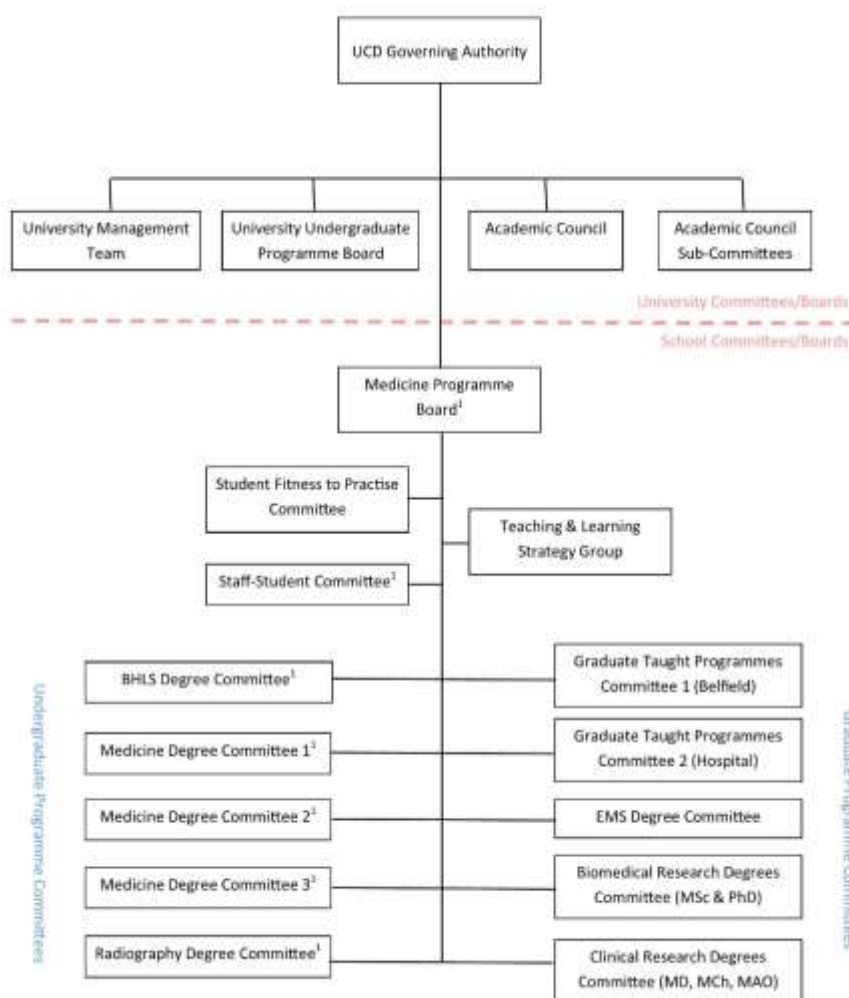 UCD Governing Authority
University Management
Team
University Undergraduate
Programme Board
Academic Council
Academic Council
Sub-Committees
University Committees/Boards
School Committees/Boards
Medicine Programme
Board¹
Student Fitness to Practise
Committee
Teaching & Learning
Strategy Group
Staff-Student Committee¹
Undergraduate Programme Committees
BHLS Degree Committee¹
Graduate Taught Programmes
Committee 1 (Belfield)
Medicine Degree Committee 1¹
Graduate Taught Programmes
Committee 2 (Hospital)
Medicine Degree Committee 2¹
EMS Degree Committee
Medicine Degree Committee 3¹
Biomedical Research Degrees
Committee (MSc & PhD)
Radiography Degree Committee¹
Clinical Research Degrees
Committee (MD, MCh, MAO)
Graduate Programme Committees